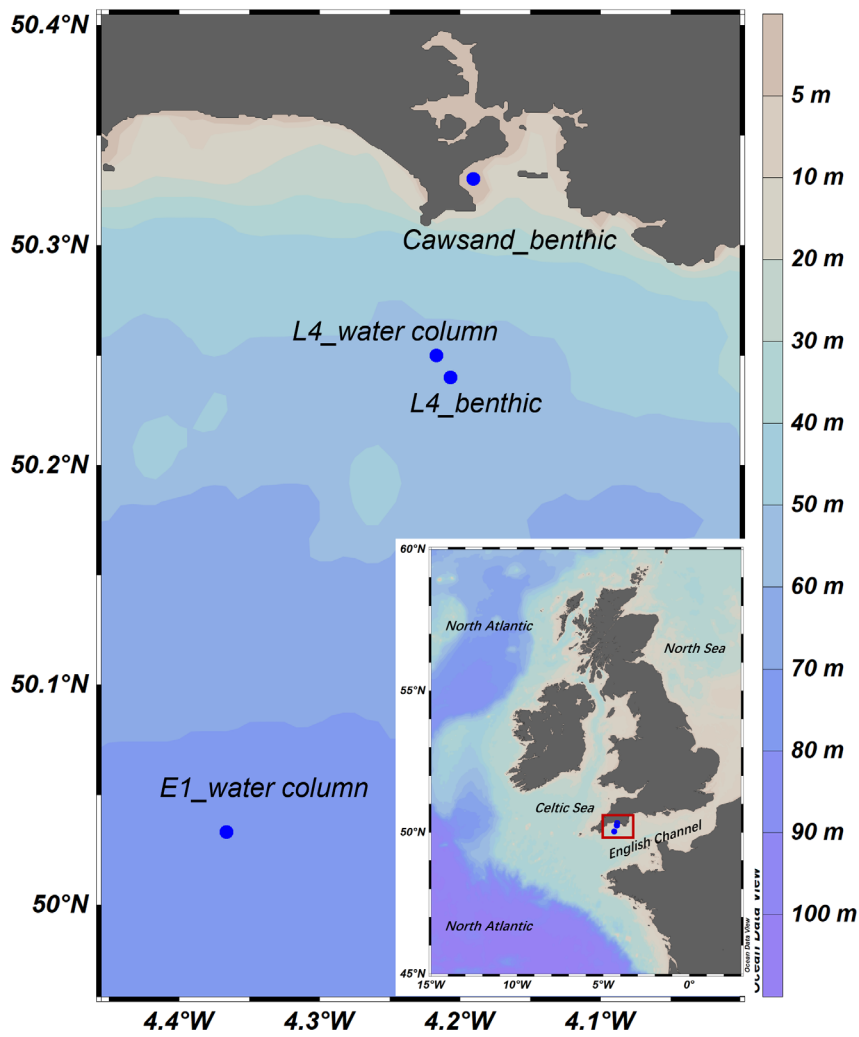 50.4°N
50.3°N
50.2°N
50.1°N
50°N
4.4°W
4.3°W
4.2°W
4.1°W
Cawsand_benthic
L4_water column
L4_benthic
E1_water column
5 m
10 m
20 m
30 m
40 m
50 m
60 m
70 m
80 m
90 m
100 m
60°N
55°N
50°N
45°N
15°W
10°W
5°W
0°
North Atlantic
North Sea
Celtic Sea
English Channel
North Atlantic
Ocean Data View
Ocean Data View